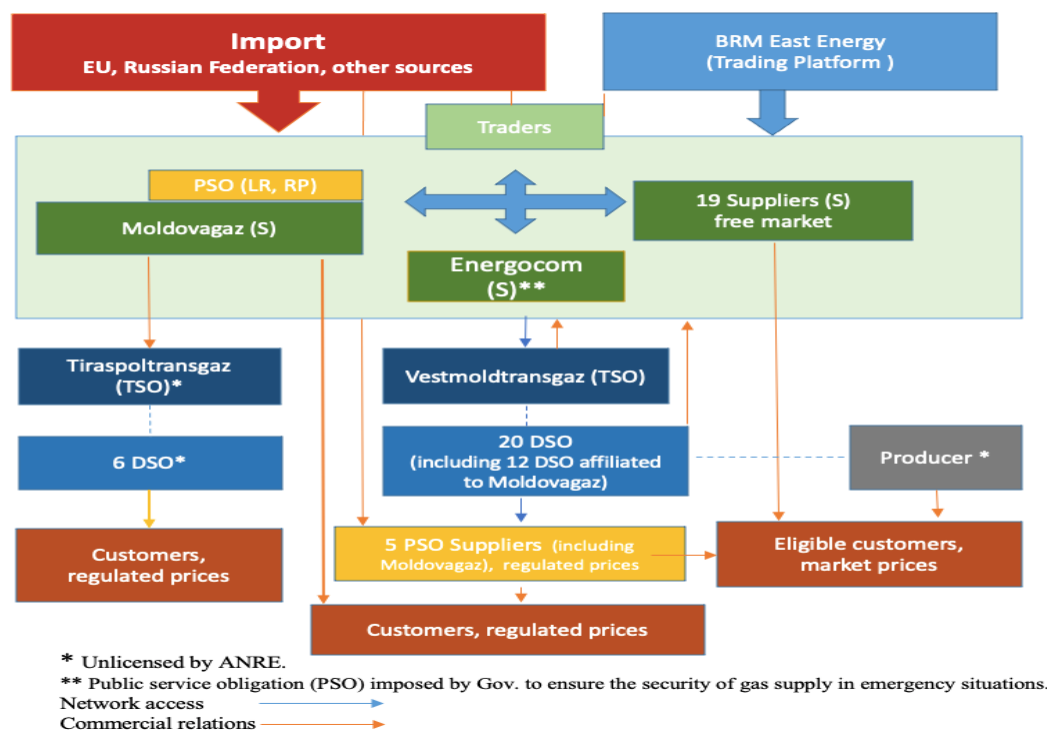 Import
EU, Russian Federation, other sources
BRM East Energy
(Trading Platform )
Traders
PSO (LR, RP)
Moldovagaz (S)
19 Suppliers (S)
free market
Energocom
(S)**
Tiraspoltransgaz
(TSO)*
Vestmoldtransgaz (TSO)
6 DSO*
20 DSO
(including 12 DSO affiliated
to Moldovagaz)
Producer *
Customers,
regulated prices
5 PSO Suppliers (including
Moldovagaz), regulated prices
Eligible customers,
market prices
Customers, regulated prices
* Unlicensed by ANRE.
** Public service obligation (PSO) imposed by Gov. to ensure the security of gas supply in emergency situations.
Network access
Commercial relations